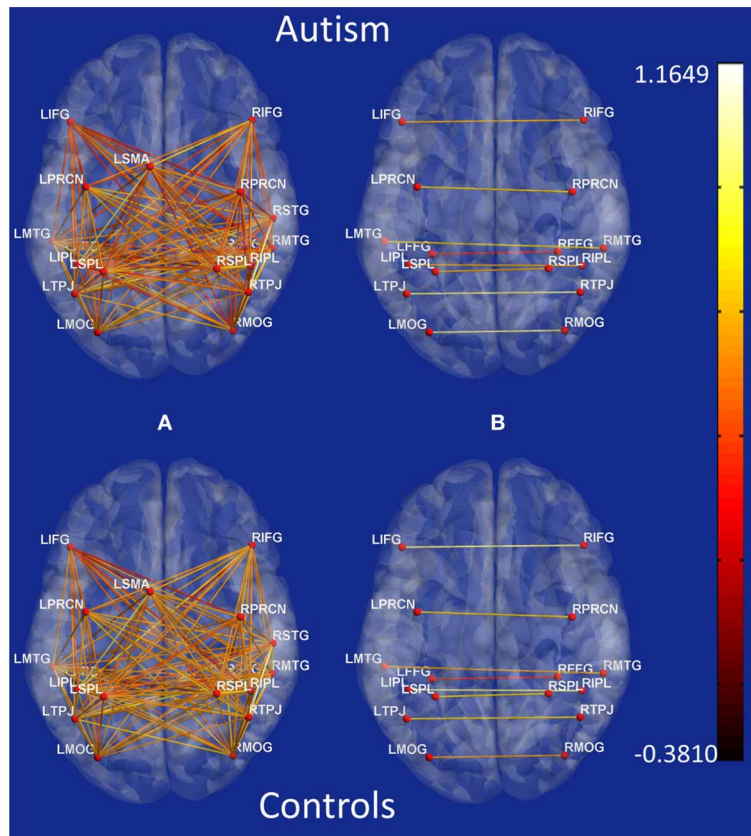 Autism
1.1649
LIFG
RIFG
LSMA
LPRCN
RPRCN
RSTG
LMTG
RMTG
LIPL
LSPL
RSPL
RIPL
LTPJ
RTPJ
LMOG
RMOG
LIFG
RIFG
LPRCN
RPRCN
LMTG
RMTG
LFFG
RFFG
LIPL
LSPL
RSPL
RIPL
LTPJ
RTPJ
LMOG
RMOG
A
B
LIFG
RIFG
LSMA
LPRCN
RPRCN
RSTG
LMTG
RMTG
LIPL
LSPL
RSPL
RIPL
LTPJ
RTPJ
LMOG
RMOG
LIFG
RIFG
LPRCN
RPRCN
LMTG
RMTG
LFFG
RFFG
LIPL
LSPL
RSPL
RIPL
LTPJ
RTPJ
LMOG
RMOG
-0.3810
Controls